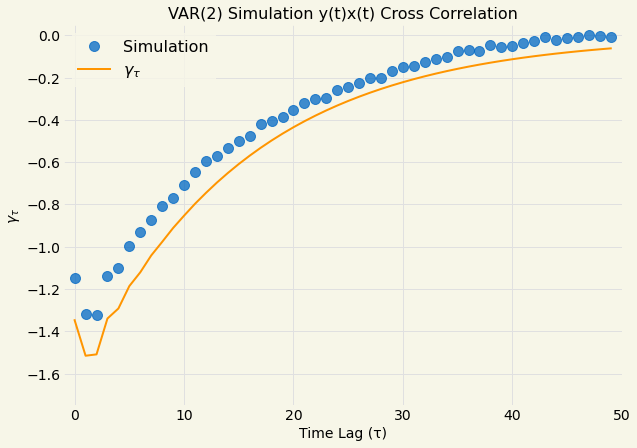 VAR(2) Simulation y(t)x(t) Cross Correlation
Simulation
γτ
0.0
−0.2
−0.4
−0.6
−0.8
−1.0
−1.2
−1.4
−1.6
γτ
0 10 20 30 40 50
Time Lag (τ)